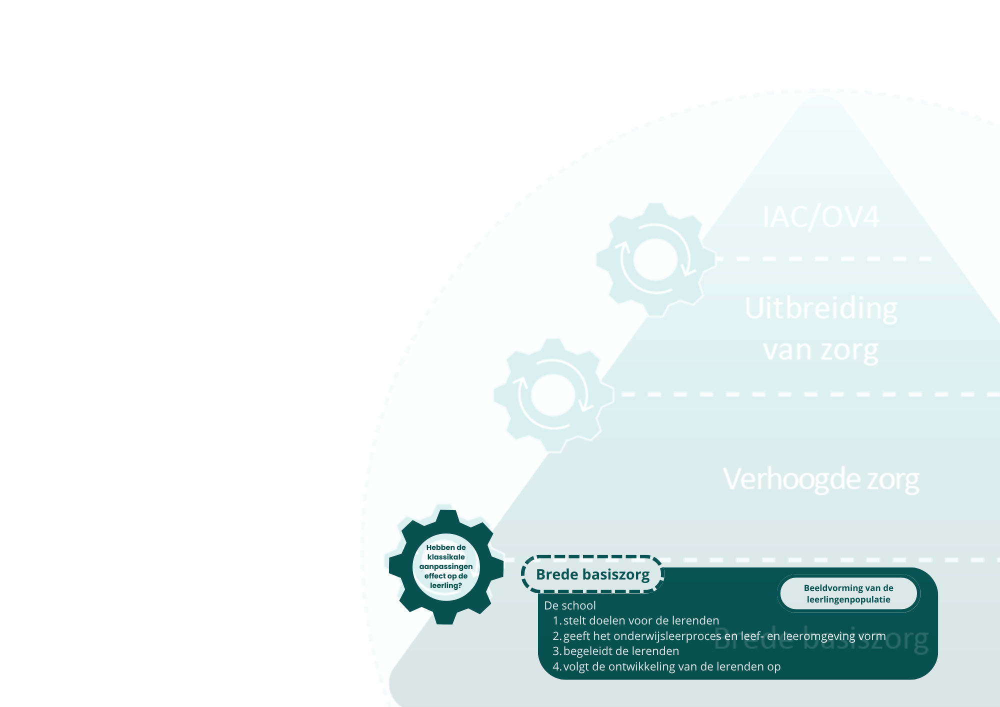 IAC/OV4
Uitbreiding
van zorg
Verhoogde zorg
Hebben de
klassikale
aanpassingen
effect op de
leerling?
Brede basiszorg
Beeldvorming van de
leerlingenpopulatie
De school
1. stelt doelen voor de lerenden
2. geeft het onderwijsleerproces en leef- en leeromgeving vorm
3. begeleidt de lerenden
4. volgt de ontwikkeling van de lerenden op
Brede basiszorg